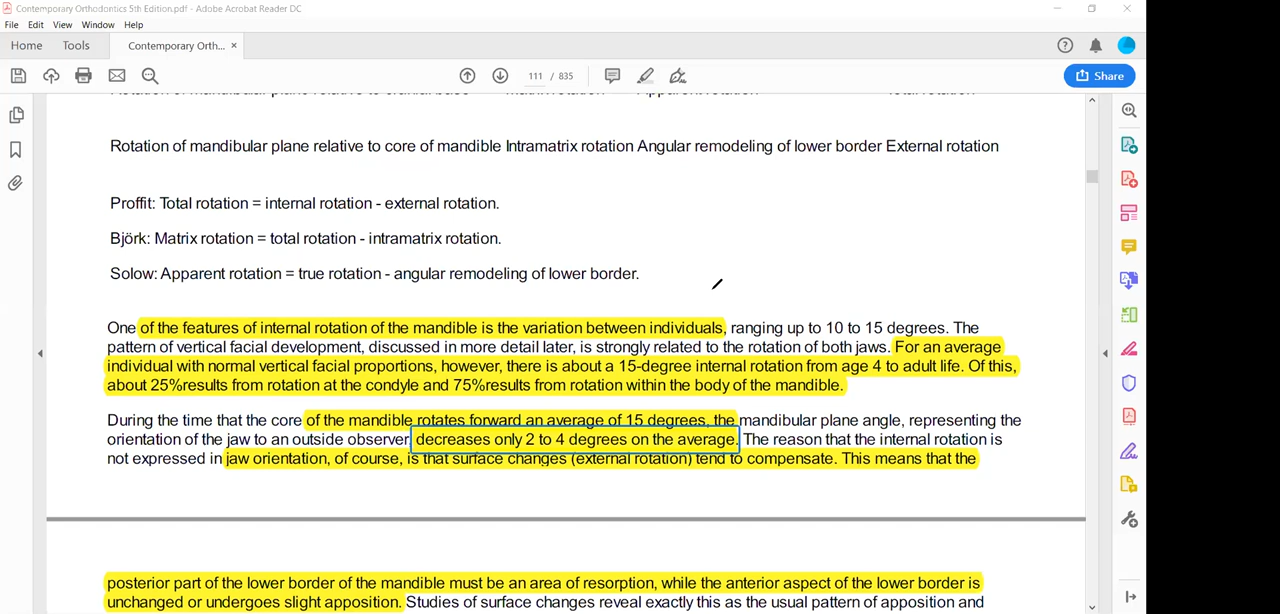 Contemporary Orthodontics 5th Edition.pdf - Adobe Acrobat Reader DC
File Edit View Window Help
Home Tools Contemporary Orth... ×
111 / 835
Share
Rotation of mandibular plane relative to core of mandible Intramatrix rotation Angular remodeling of lower border External rotation
Proffit: Total rotation = internal rotation - external rotation.
Björk: Matrix rotation = total rotation - intramatrix rotation.
Solow: Apparent rotation = true rotation - angular remodeling of lower border.
One of the features of internal rotation of the mandible is the variation between individuals, ranging up to 10 to 15 degrees. The
pattern of vertical facial development, discussed in more detail later, is strongly related to the rotation of both jaws. For an average
individual with normal vertical facial proportions, however, there is about a 15-degree internal rotation from age 4 to adult life. Of this,
about 25%results from rotation at the condyle and 75%results from rotation within the body of the mandible.
During the time that the core of the mandible rotates forward an average of 15 degrees, the mandibular plane angle, representing the
orientation of the jaw to an outside observer, decreases only 2 to 4 degrees on the average. The reason that the internal rotation is
not expressed in jaw orientation, of course, is that surface changes (external rotation) tend to compensate. This means that the
posterior part of the lower border of the mandible must be an area of resorption, while the anterior aspect of the lower border is
unchanged or undergoes slight apposition. Studies of surface changes reveal exactly this as the usual pattern of apposition and